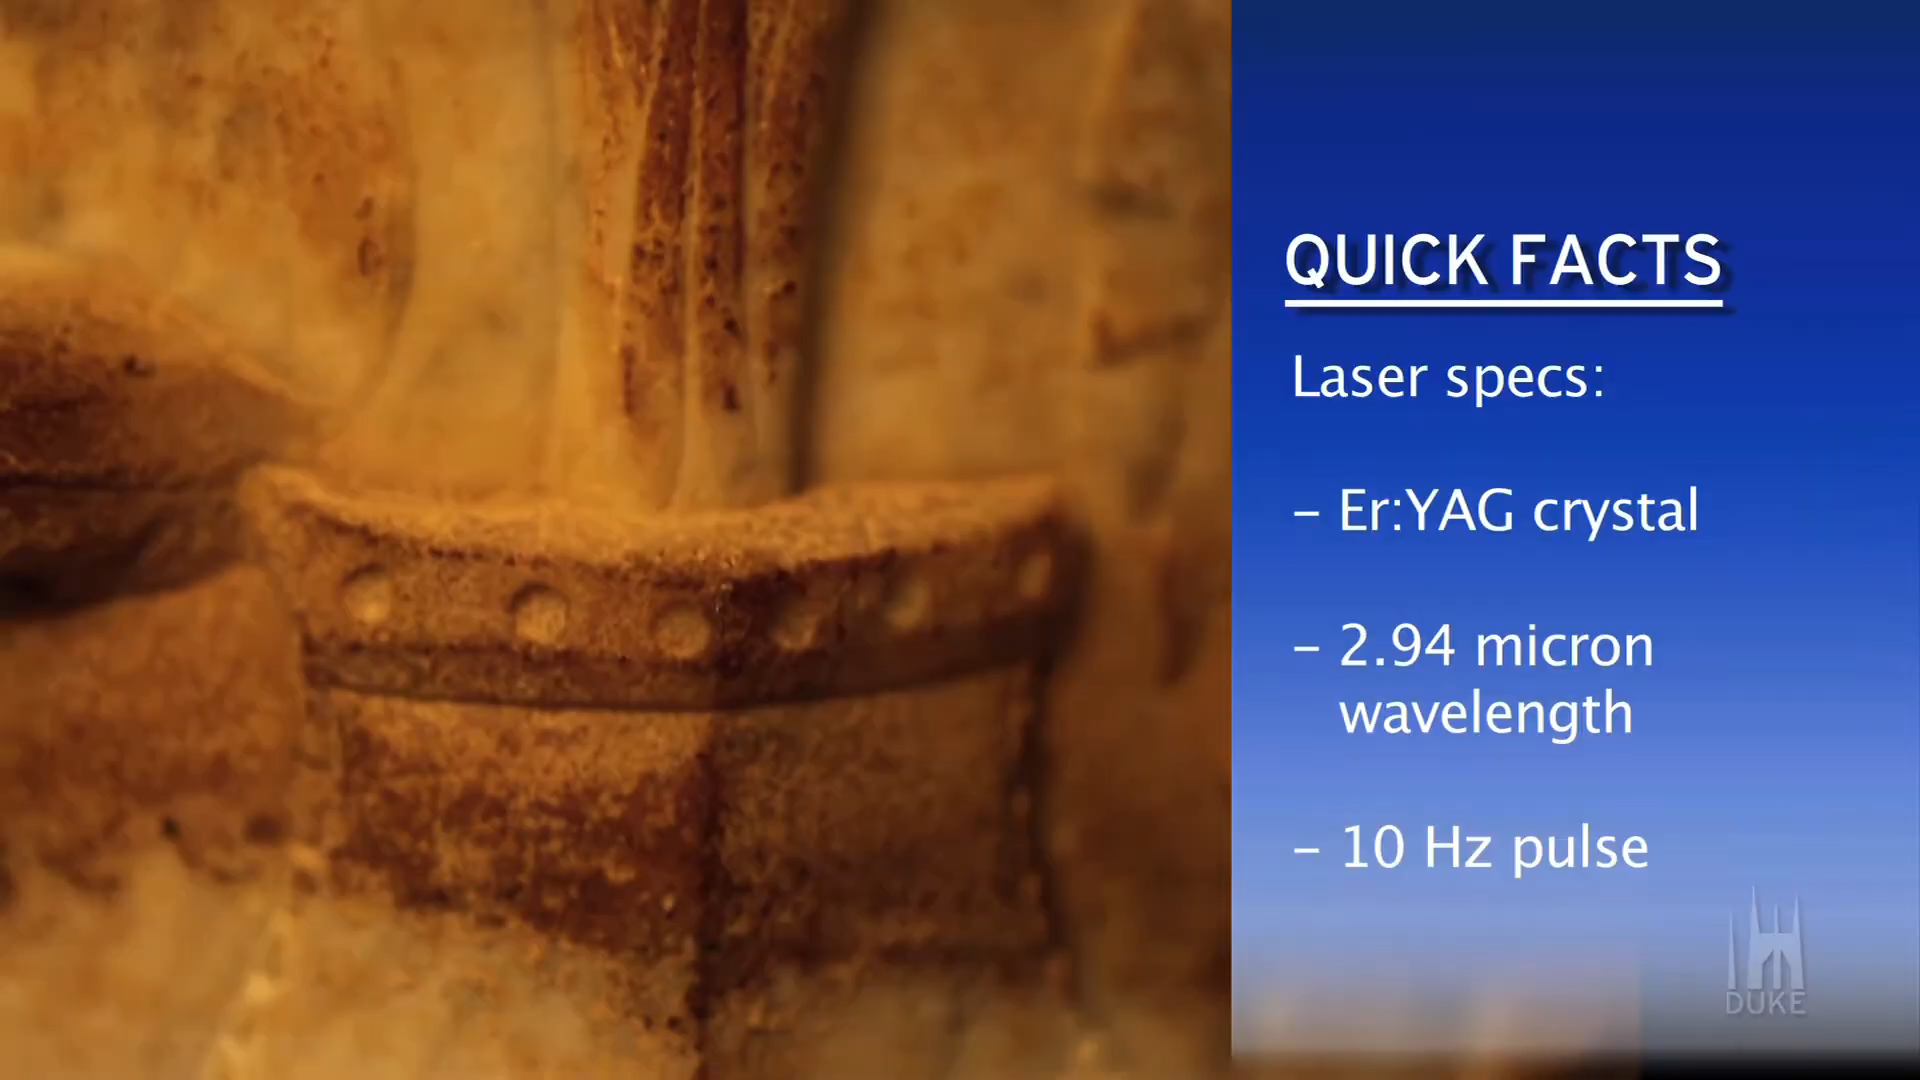 QUICK FACTS
Laser specs:
– Er:YAG crystal
– 2.94 micron
wavelength
– 10 Hz pulse
DUKE